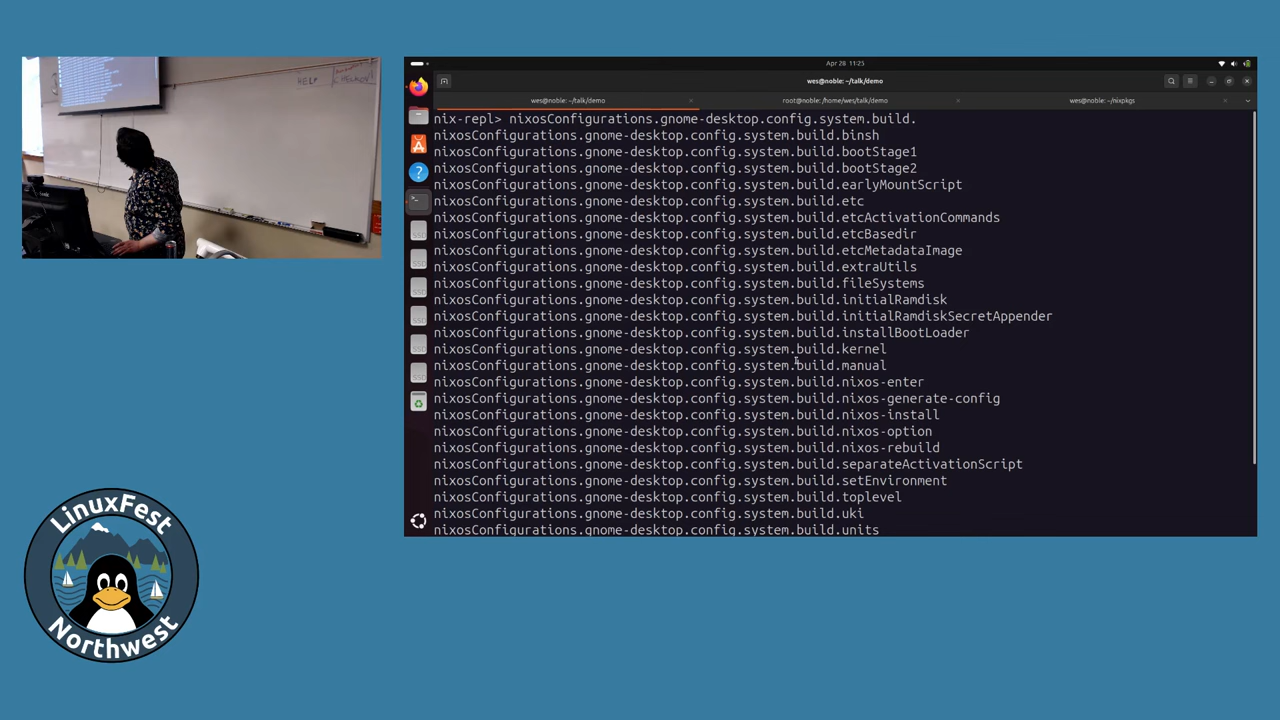 HELP
Apr 28 11:25
wes@noble: ~/talk/demo
wes@noble: ~/talk/demo
root@noble: /home/wes/talk/demo
wes@noble: ~/nixpkgs
nix-repl> nixosConfigurations.gnome-desktop.config.system.build.
nixosConfigurations.gnome-desktop.config.system.build.binsh
nixosConfigurations.gnome-desktop.config.system.build.bootStage1
nixosConfigurations.gnome-desktop.config.system.build.bootStage2
nixosConfigurations.gnome-desktop.config.system.build.earlyMountScript
nixosConfigurations.gnome-desktop.config.system.build.etc
nixosConfigurations.gnome-desktop.config.system.build.etcActivationCommands
nixosConfigurations.gnome-desktop.config.system.build.etcBasedir
nixosConfigurations.gnome-desktop.config.system.build.etcMetadataImage
nixosConfigurations.gnome-desktop.config.system.build.extraUtils
nixosConfigurations.gnome-desktop.config.system.build.fileSystems
nixosConfigurations.gnome-desktop.config.system.build.initialRamdisk
nixosConfigurations.gnome-desktop.config.system.build.initialRamdiskSecretAppender
nixosConfigurations.gnome-desktop.config.system.build.installBootLoader
nixosConfigurations.gnome-desktop.config.system.build.kernel
nixosConfigurations.gnome-desktop.config.system.build.manual
nixosConfigurations.gnome-desktop.config.system.build.nixos-enter
nixosConfigurations.gnome-desktop.config.system.build.nixos-generate-config
nixosConfigurations.gnome-desktop.config.system.build.nixos-install
nixosConfigurations.gnome-desktop.config.system.build.nixos-option
nixosConfigurations.gnome-desktop.config.system.build.nixos-rebuild
nixosConfigurations.gnome-desktop.config.system.build.separateActivationScript
nixosConfigurations.gnome-desktop.config.system.build.setEnvironment
nixosConfigurations.gnome-desktop.config.system.build.toplevel
nixosConfigurations.gnome-desktop.config.system.build.uki
nixosConfigurations.gnome-desktop.config.system.build.units
LinuxFest
Northwest